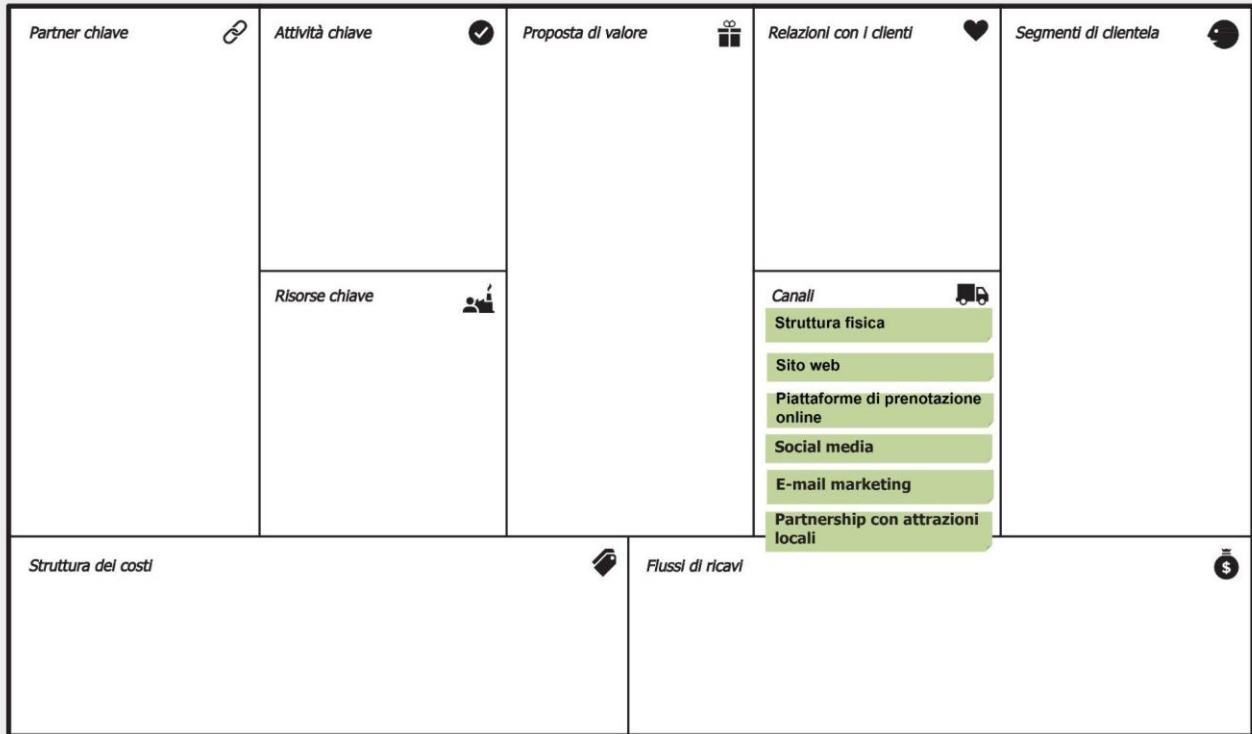 Partner chiave
Attività chiave
Proposta di valore
Relazioni con i clienti
Segmenti di clientela
Risorse chiave
Canali
Struttura fisica
Sito web
Piattaforme di prenotazione
online
Social media
E-mail marketing
Partnership con attrazioni
locali
Struttura dei costi
Flussi di ricavi
$